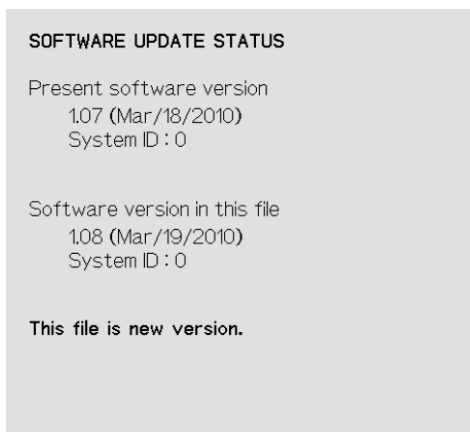 SOFTWARE UPDATE STATUS
Present software version
1.07 (Mar/18/2010)
System ID : 0
Software version in this file
1.08 (Mar/19/2010)
System ID : 0
This file is new version.